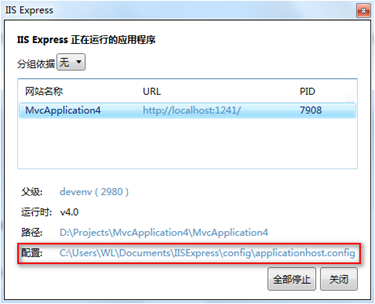 IIS Express
IIS Express 正在运行的应用程序
分组依据 无
网站名称 URL PID
MvcApplication4 http://localhost:1241/ 7908
父级: devenv ( 2980 )
运行时: v4.0
路径: D:\Projects\MvcApplication4\MvcApplication4
配置: C:\Users\WL\Documents\IISExpress\config\applicationhost.config
全部停止 关闭